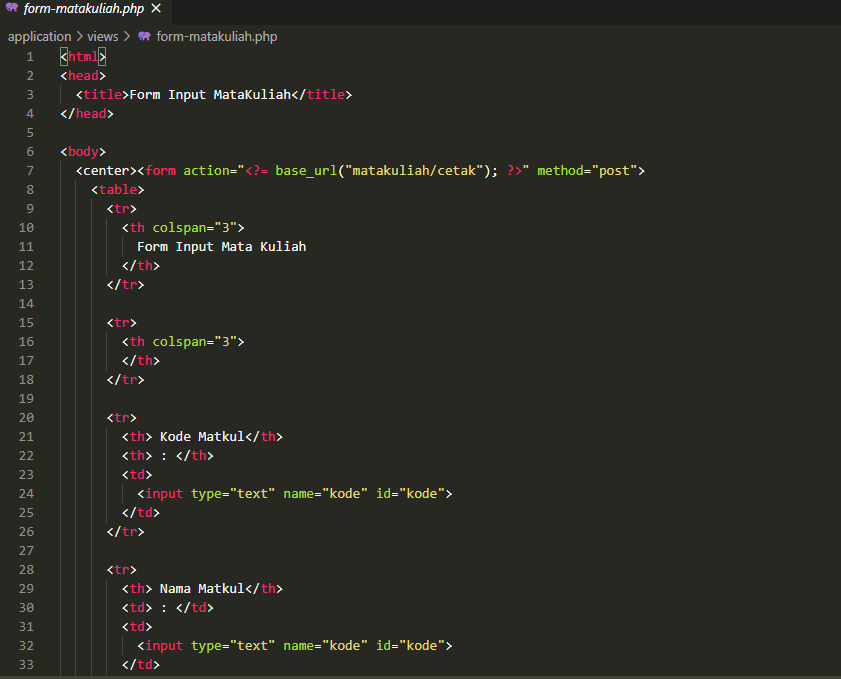 form-matakuliah.php ×
application > views > form-matakuliah.php
1 <html>
2 <head>
3 <title>Form Input MataKuliah</title>
4 </head>
5
6 <body>
7 <center><form action="<?= base_url("matakuliah/cetak"); ?>" method="post">
8 <table>
9 <tr>
10 <th colspan="3">
11 Form Input Mata Kuliah
12 </th>
13 </tr>
14
15 <tr>
16 <th colspan="3">
17 </th>
18 </tr>
19
20 <tr>
21 <th> Kode Matkul</th>
22 <th> : </th>
23 <td>
24 <input type="text" name="kode" id="kode">
25 </td>
26 </tr>
27
28 <tr>
29 <th> Nama Matkul</th>
30 <td> : </td>
31 <td>
32 <input type="text" name="kode" id="kode">
33 </td>